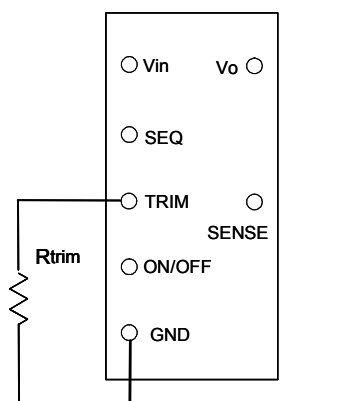 Vin
Vo
SEQ
TRIM
SENSE
Rtrim
ON/OFF
GND